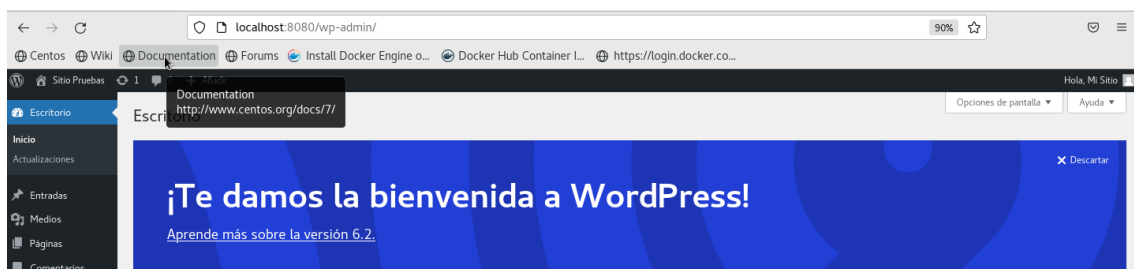 localhost:8080/wp-admin/ 90%
Centos Wiki Documentation Forums Install Docker Engine o... Docker Hub Container I... https://login.docker.co...
Sitio Pruebas 1 Añadir Hola, Mi Sitio
Documentation
http://www.centos.org/docs/7/
Escritorio Escritorio Opciones de pantalla Ayuda
Inicio
Actualizaciones
Descartar
Entradas
¡Te damos la bienvenida a WordPress!
Medios
Aprende más sobre la versión 6.2.
Páginas
Comentarios